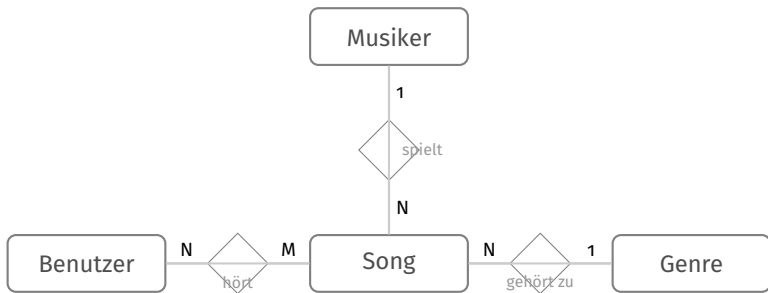 Musiker
1
spielt
N
Benutzer
N
hört
M
Song
N
gehört zu
1
Genre